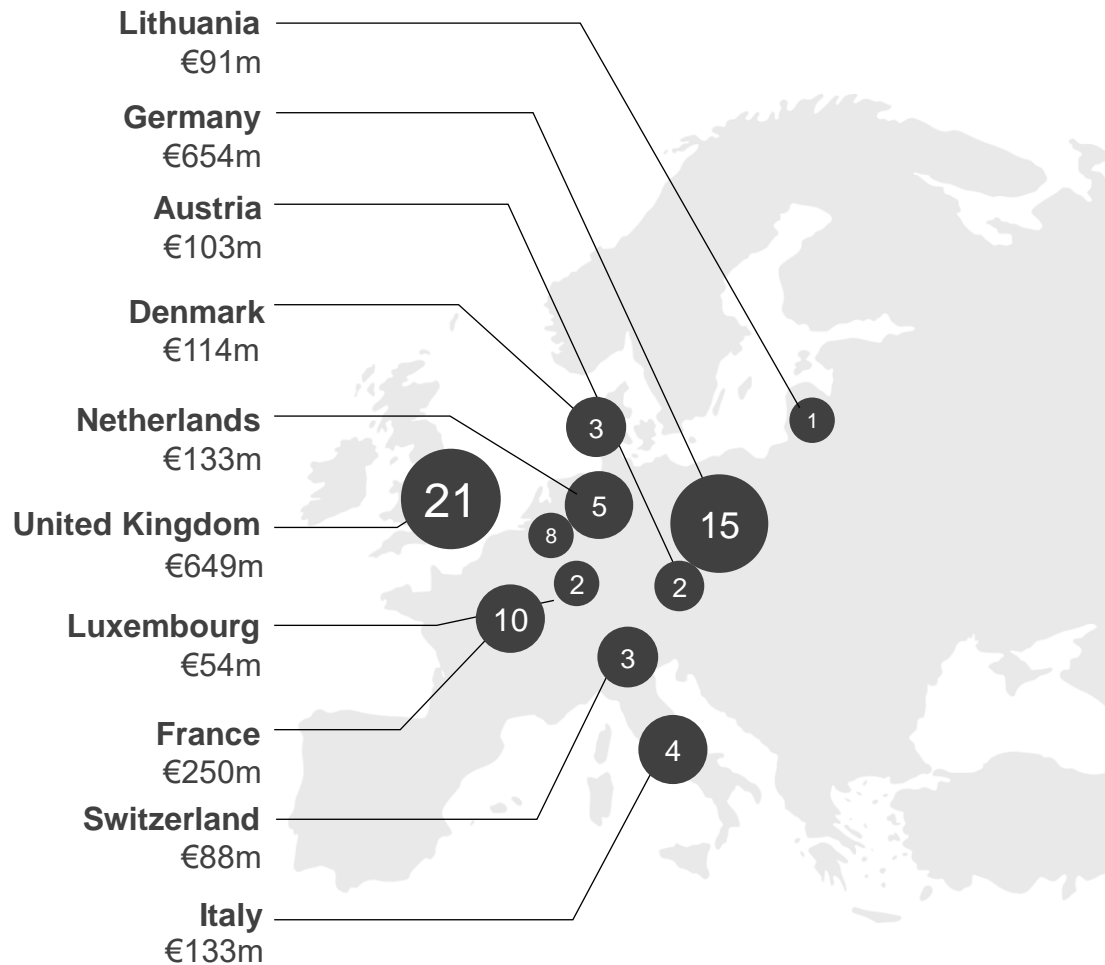 Lithuania
€91m
Germany
€654m
Austria
€103m
Denmark
€114m
Netherlands
€133m
United Kingdom
€649m
Luxembourg
€54m
France
€250m
Switzerland
€88m
Italy
€133m
3
1
21
5
15
8
2
2
10
3
4